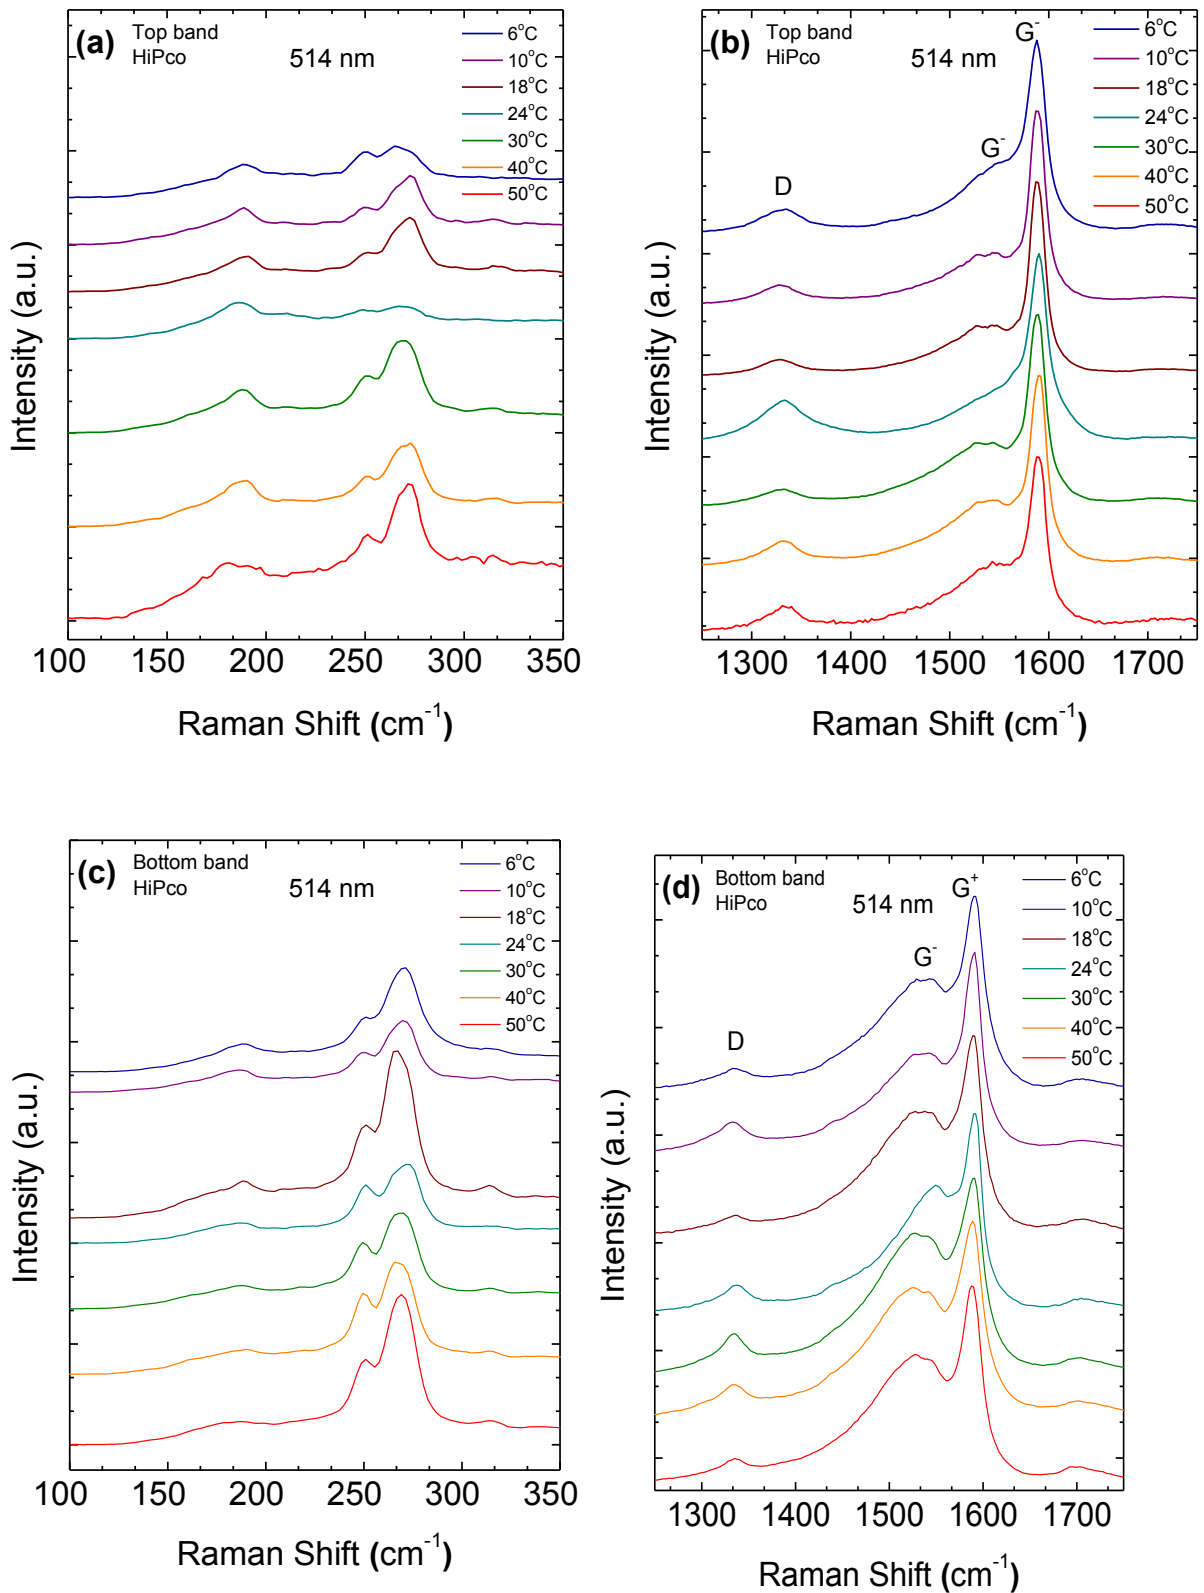 (a)
Top band
HiPco
514 nm
6°C
10°C
18°C
24°C
30°C
40°C
50°C
Intensity (a.u.)
100 150 200 250 300 350
Raman Shift (cm⁻¹)
(b)
Top band
HiPco
514 nm
G⁻
G⁻
D
6°C
10°C
18°C
24°C
30°C
40°C
50°C
Intensity (a.u.)
1300 1400 1500 1600 1700
Raman Shift (cm⁻¹)
(c)
Bottom band
HiPco
514 nm
6°C
10°C
18°C
24°C
30°C
40°C
50°C
Intensity (a.u.)
100 150 200 250 300 350
Raman Shift (cm⁻¹)
(d)
Bottom band
HiPco
514 nm
G⁺
G⁻
D
6°C
10°C
18°C
24°C
30°C
40°C
50°C
Intensity (a.u.)
1300 1400 1500 1600 1700
Raman Shift (cm⁻¹)